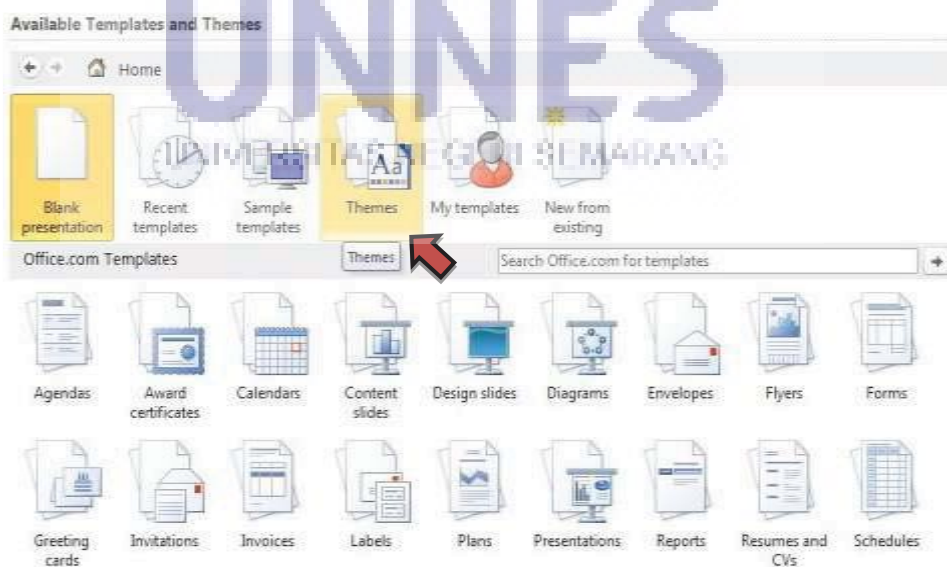 UNNES
UNIVERSITAS NEGERI SEMARANG
Available Templates and Themes
Home
Blank presentation
Recent templates
Sample templates
Aa
Themes
My templates
New from existing
Office.com Templates
Themes
Search Office.com for templates
Agendas
Award certificates
Calendars
Content slides
Design slides
Diagrams
Envelopes
Flyers
Forms
Greeting cards
Invitations
Invoices
Labels
Plans
Presentations
Reports
Resumes and CVs
Schedules